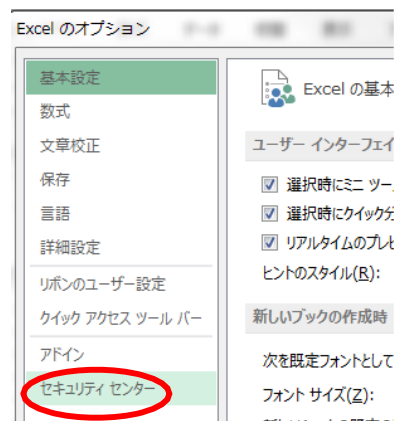 Excel のオプション
基本設定
数式
文章校正
保存
言語
詳細設定
リボンのユーザー設定
クイック アクセス ツール バー
アドイン
セキュリティ センター
Excel の基本
ユーザー インターフェイ
選択時にミニ ツー
選択時にクイック分
リアルタイムのプレビ
ヒントのスタイル(R):
新しいブックの作成時
次を既定フォントとして
フォント サイズ(Z):